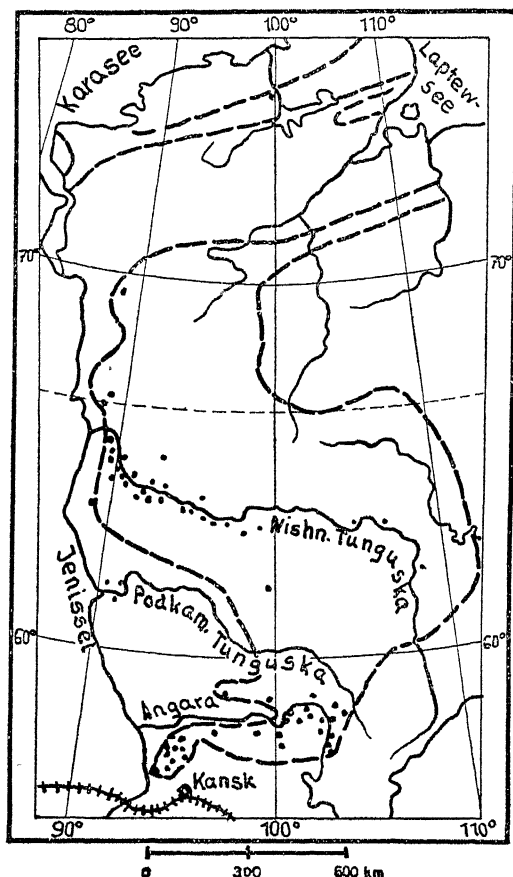 80° 90° 100° 110°
Karasee
Laptew-
see
70° 70°
Nishn. Tunguska
Jenissei
Podkam.
Tunguska
60° 60°
Angara
Kansk
90° 100° 110°
0 300 600 km